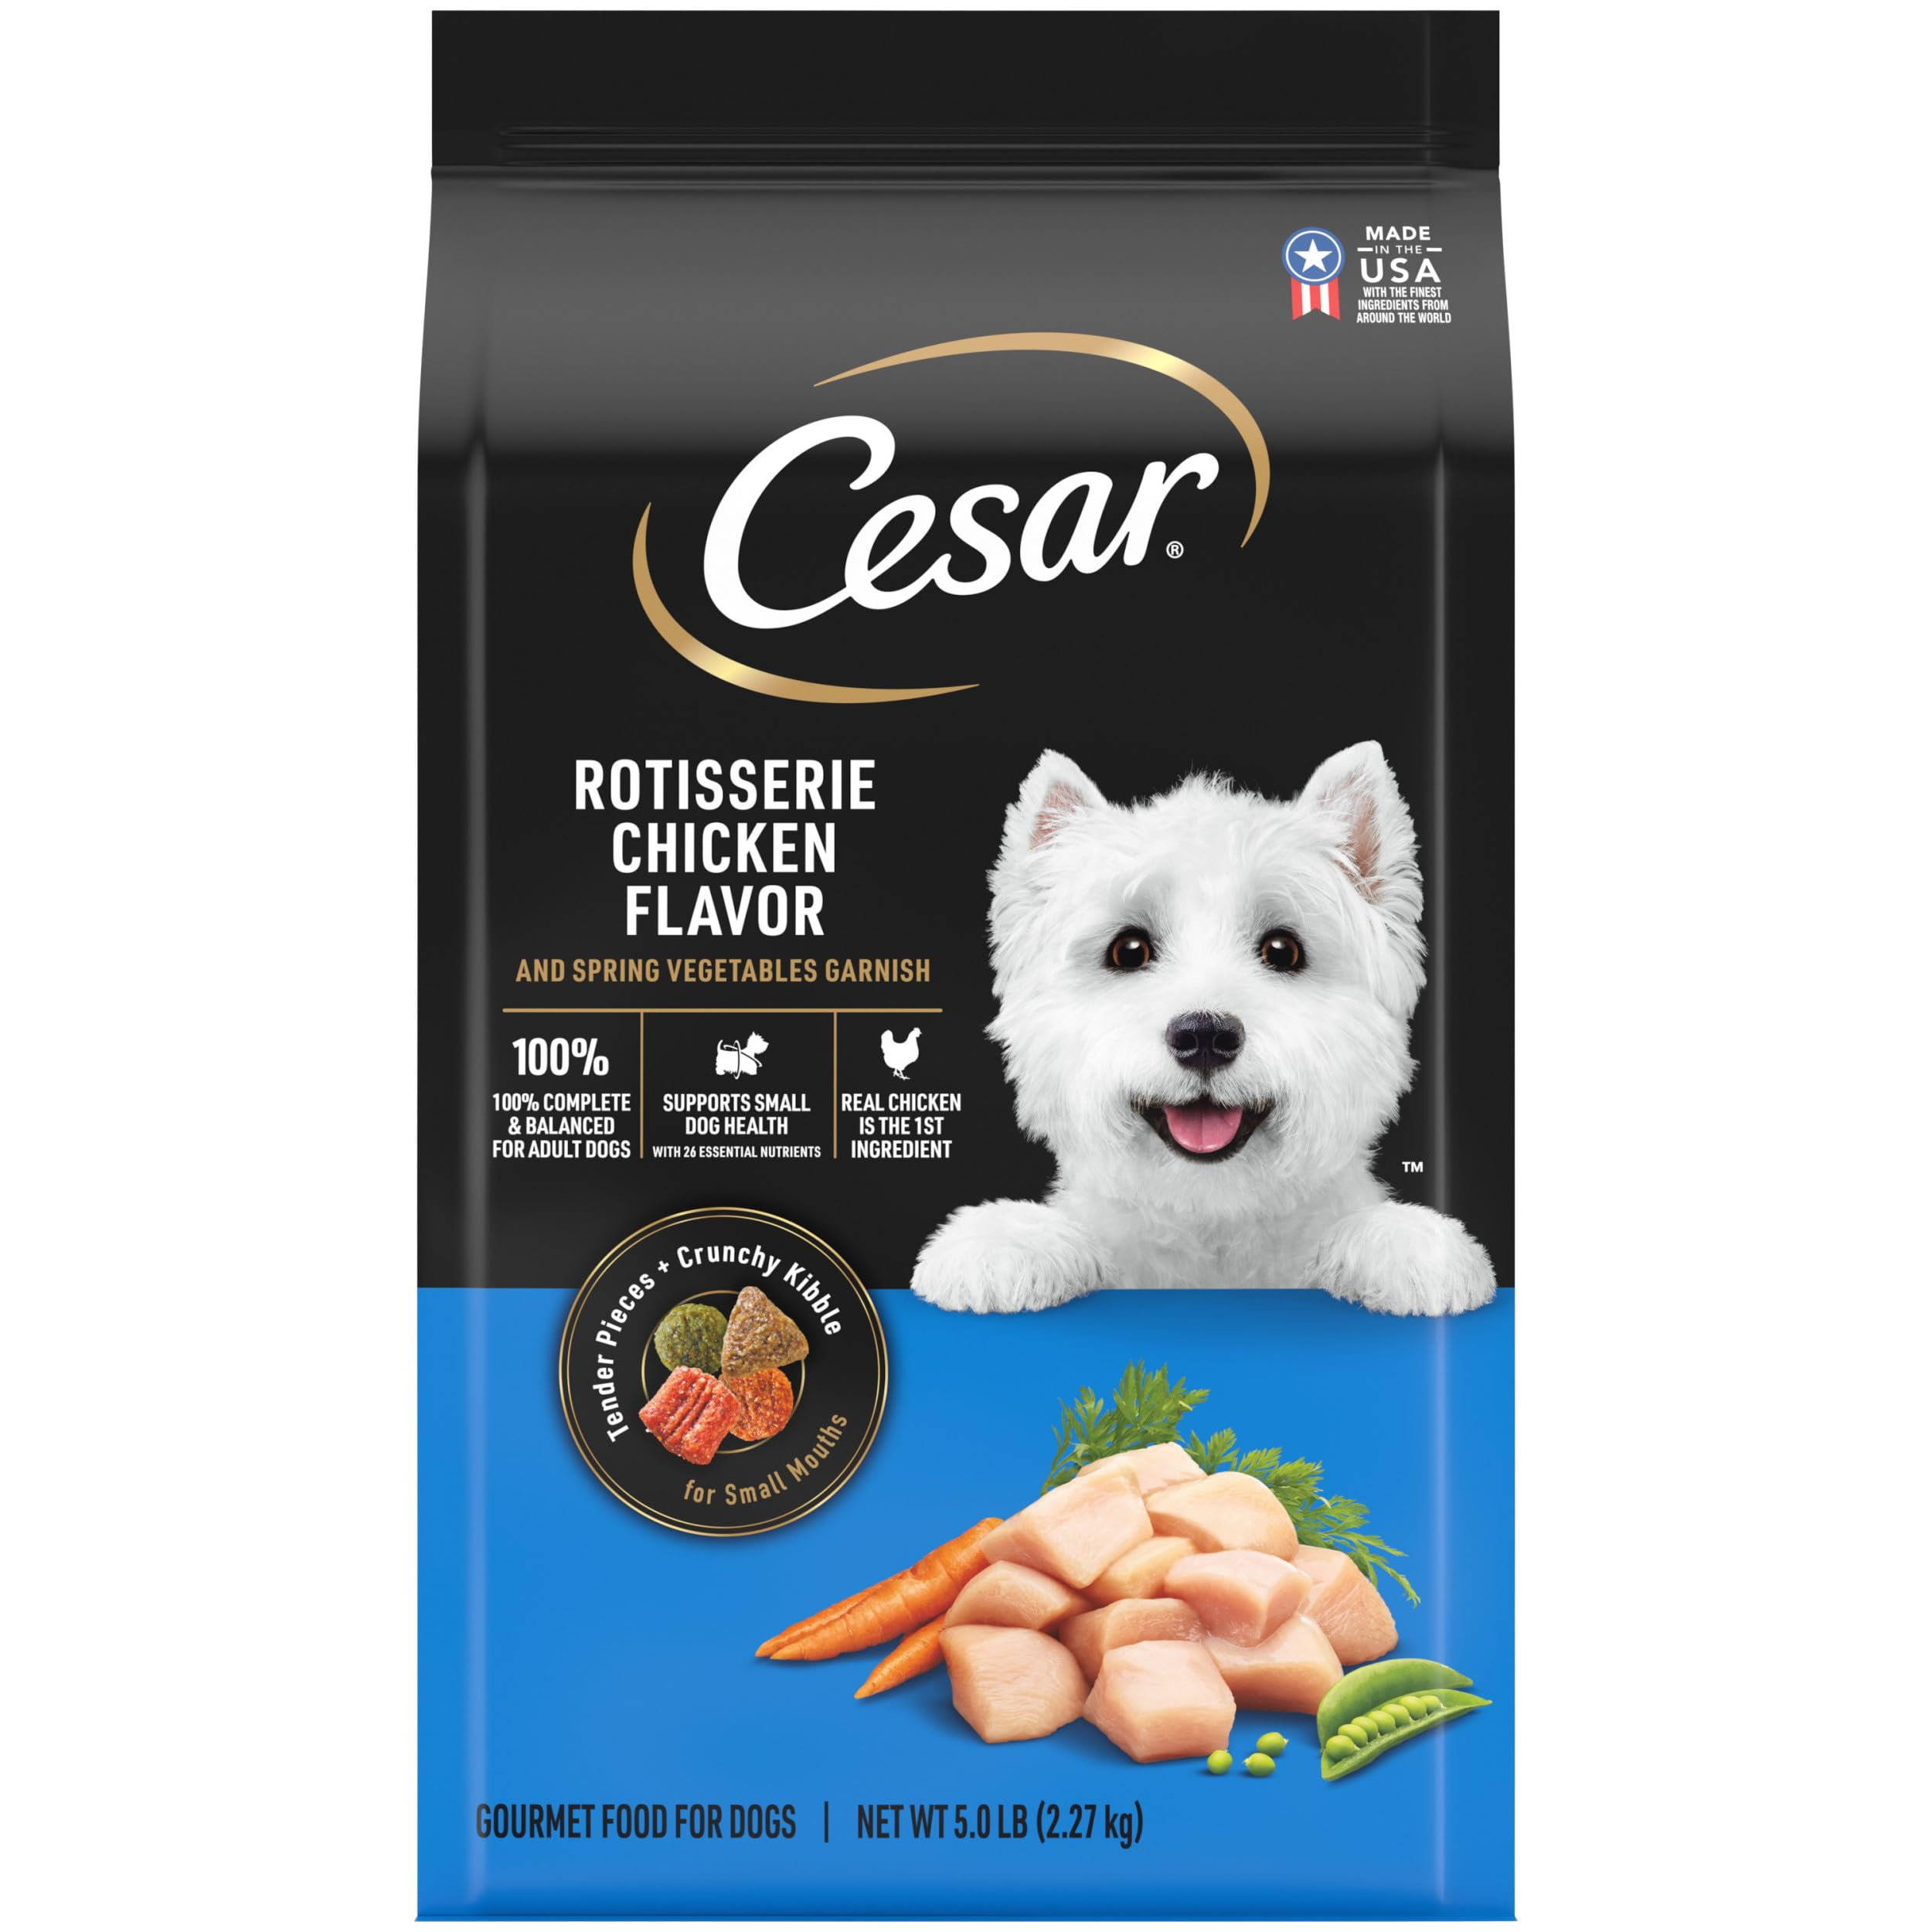 MADE
IN THE
USA
WITH THE FINEST
INGREDIENTS FROM
AROUND THE WORLD
Cesar®
ROTISSERIE
CHICKEN
FLAVOR
AND SPRING VEGETABLES GARNISH
100%
100% COMPLETE
& BALANCED
FOR ADULT DOGS
SUPPORTS SMALL
DOG HEALTH
WITH 26 ESSENTIAL NUTRIENTS
REAL CHICKEN
IS THE 1ST
INGREDIENT
TM
Tender Pieces + Crunchy Kibble
for Small Mouths
GOURMET FOOD FOR DOGS | NET WT 5.0 LB (2.27 kg)